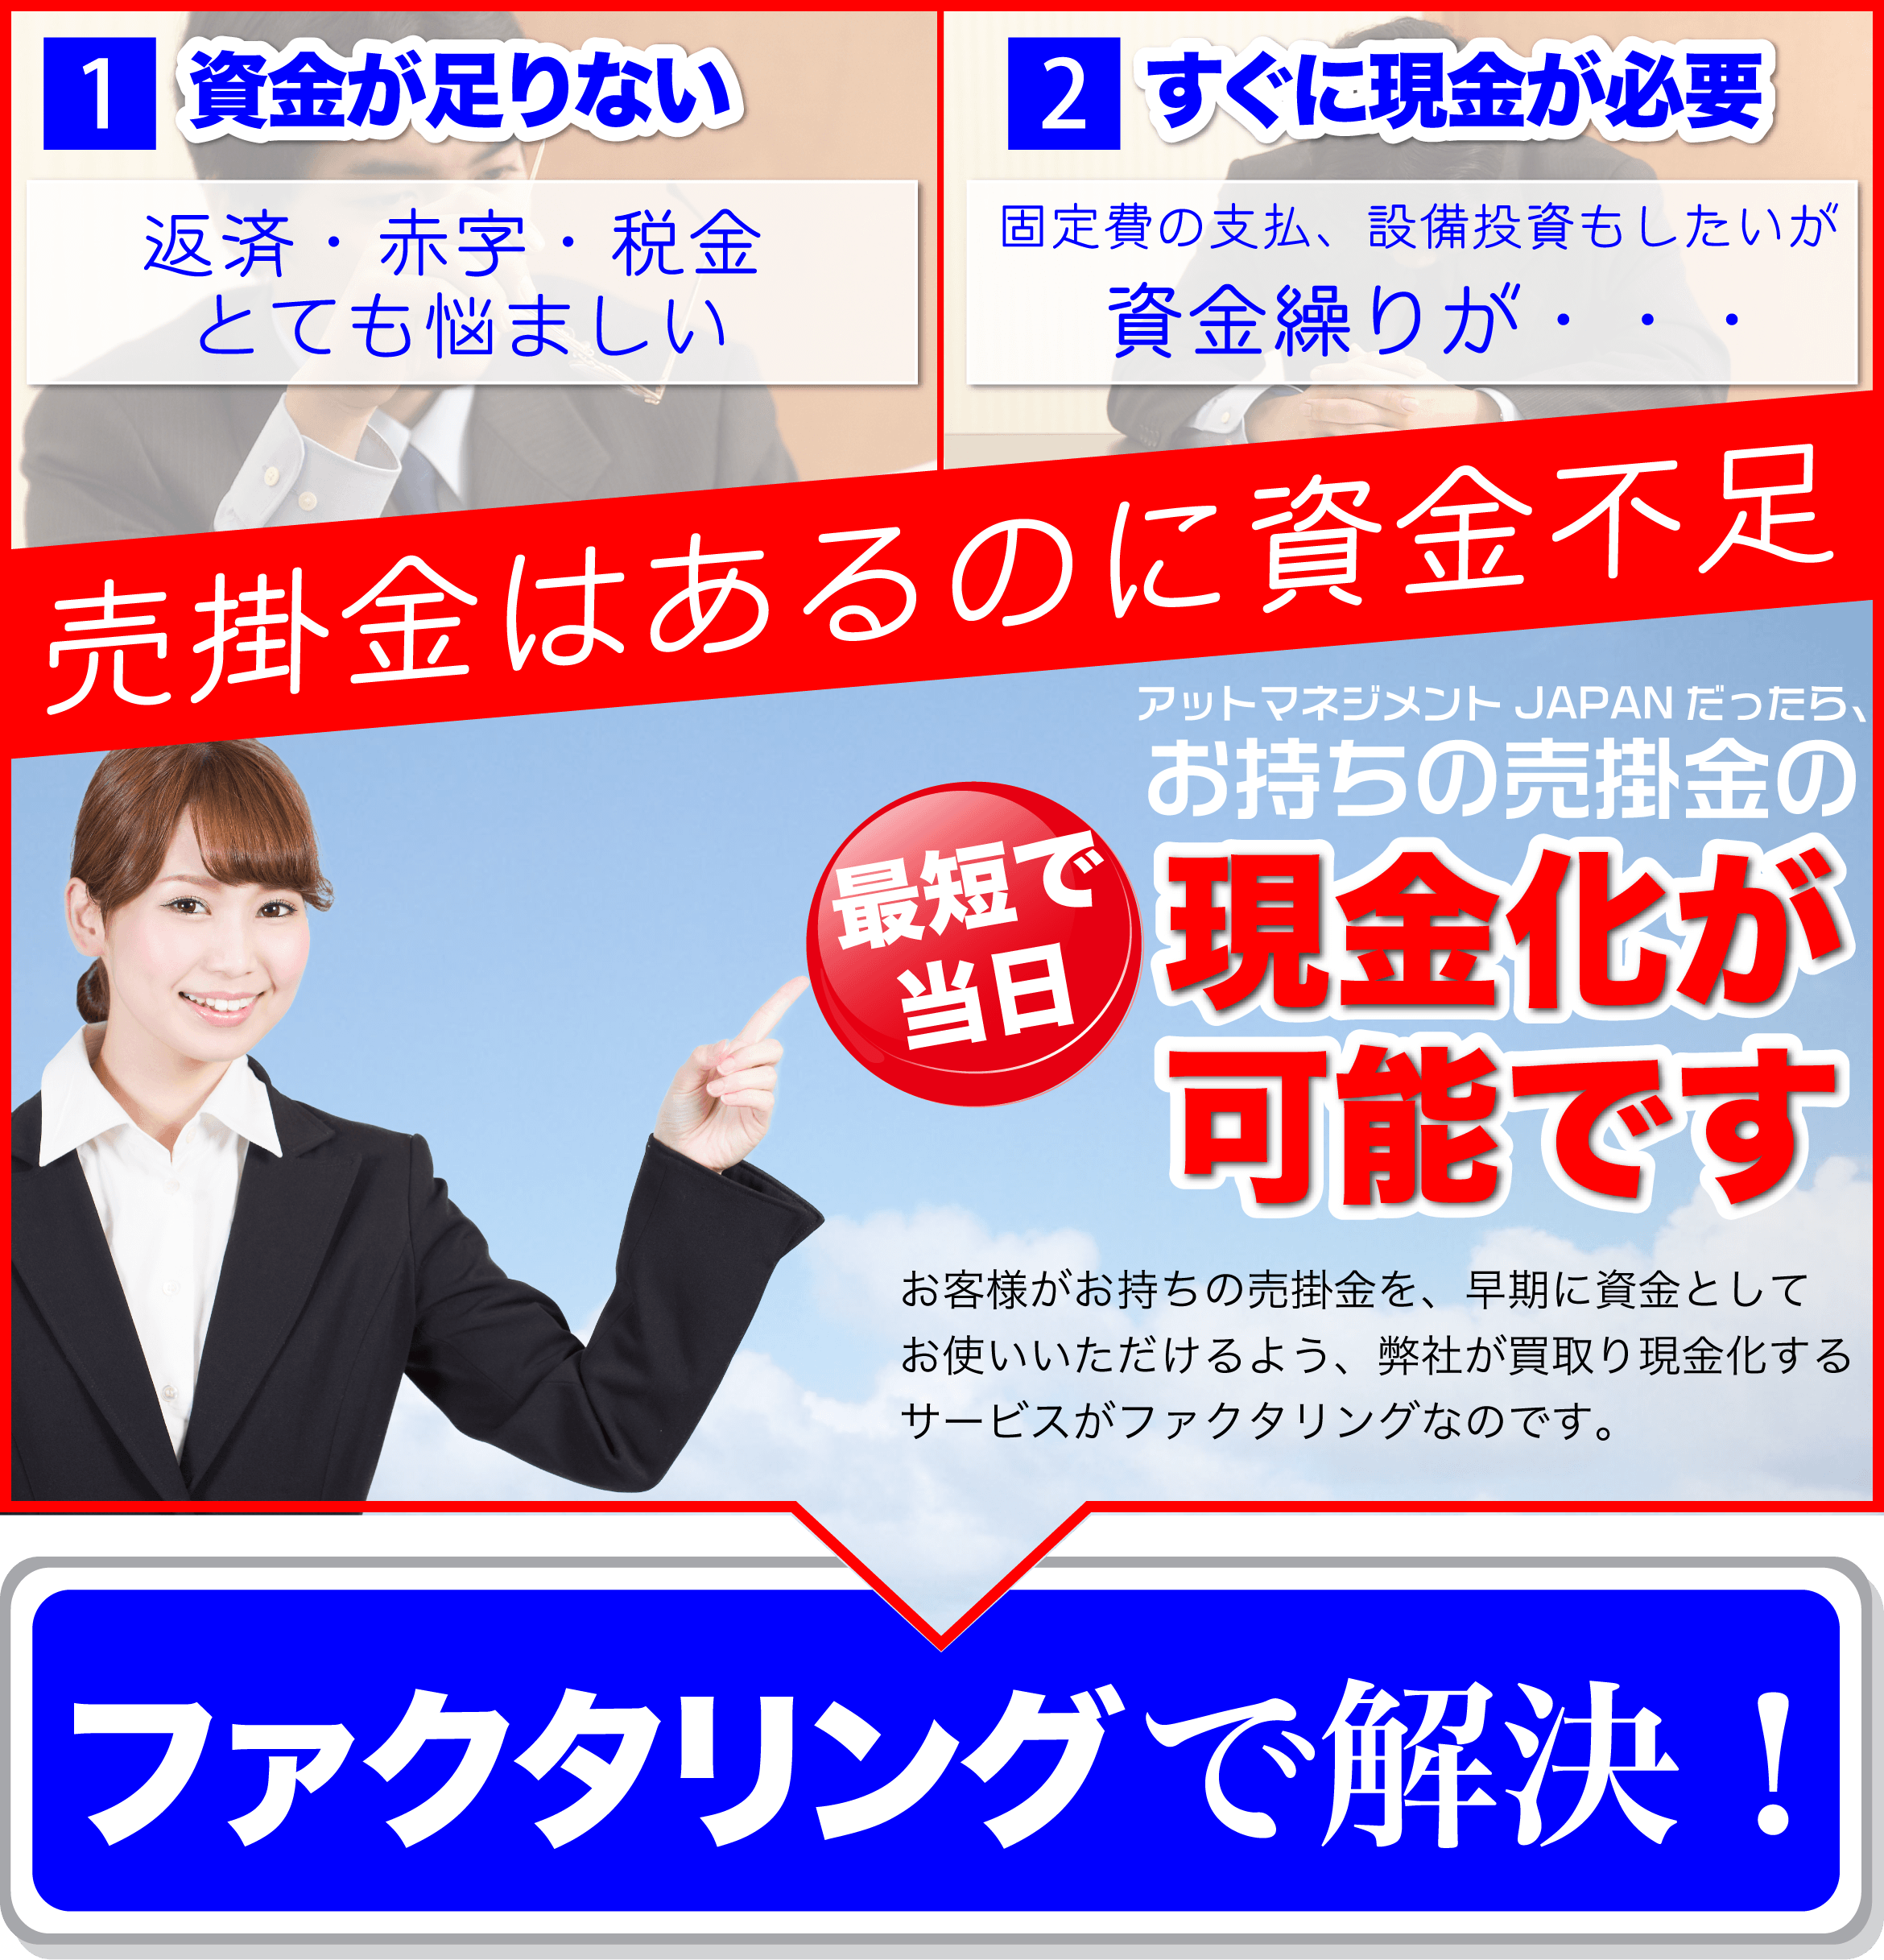 1 資金が足りない
返済・赤字・税金
とても悩ましい
2 すぐに現金が必要
固定費の支払、設備投資もしたいが
資金繰りが・・・
売掛金はあるのに資金不足
アットマネジメント JAPAN だったら、
お持ちの売掛金の
最短で
当日
現金化が
可能です
お客様がお持ちの売掛金を、早期に資金として
お使いいただけるよう、弊社が買取り現金化する
サービスがファクタリングなのです。
ファクタリングで解決！